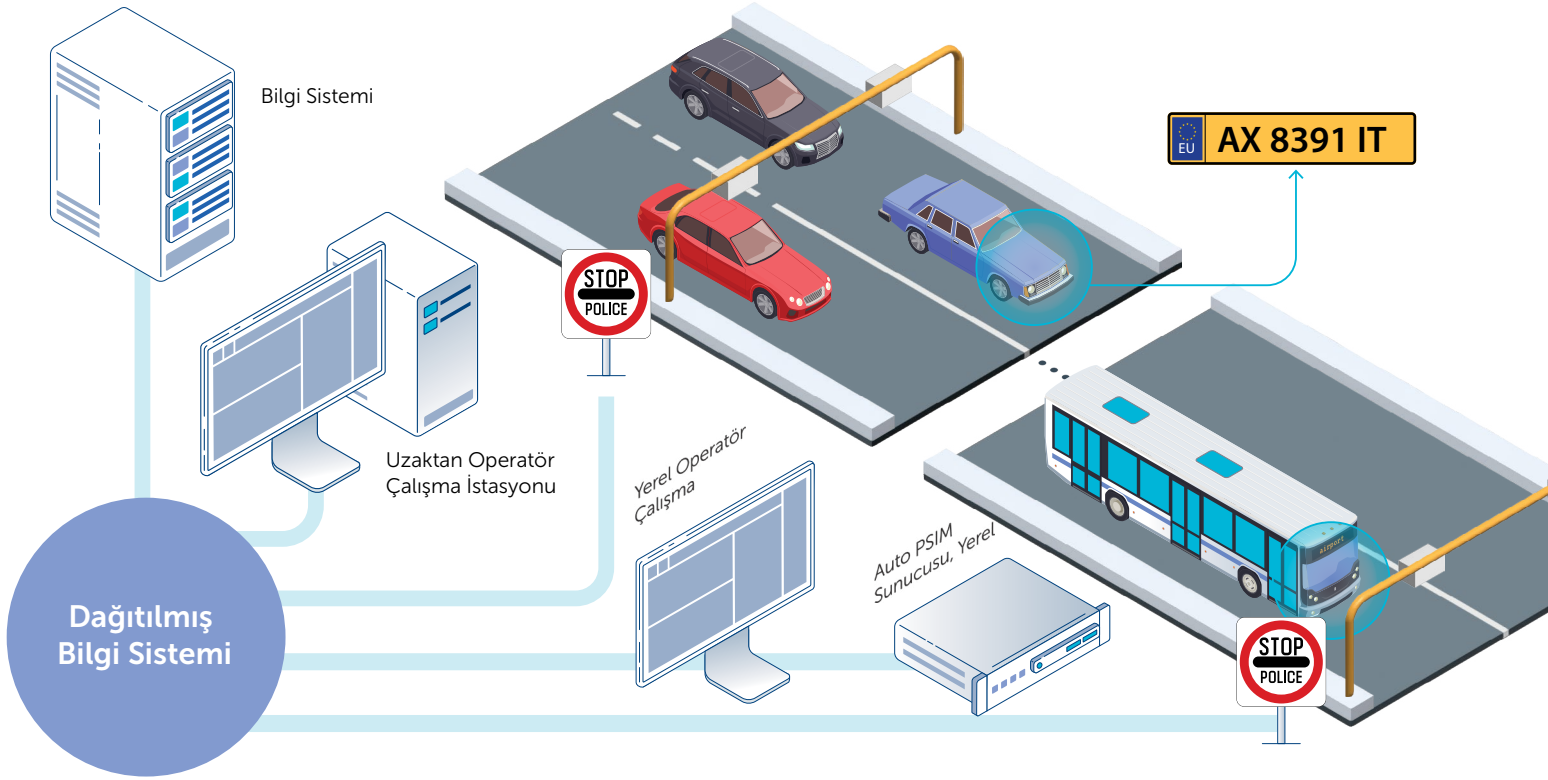 Bilgi Sistemi
EU
AX 8391 IT
STOP
POLICE
Uzaktan Operatör
Çalışma İstasyonu
Yerel Operatör
Çalışma
Auto PSIM
Sunucusu, Yerel
airport
Dağıtılmış
Bilgi Sistemi
STOP
POLICE